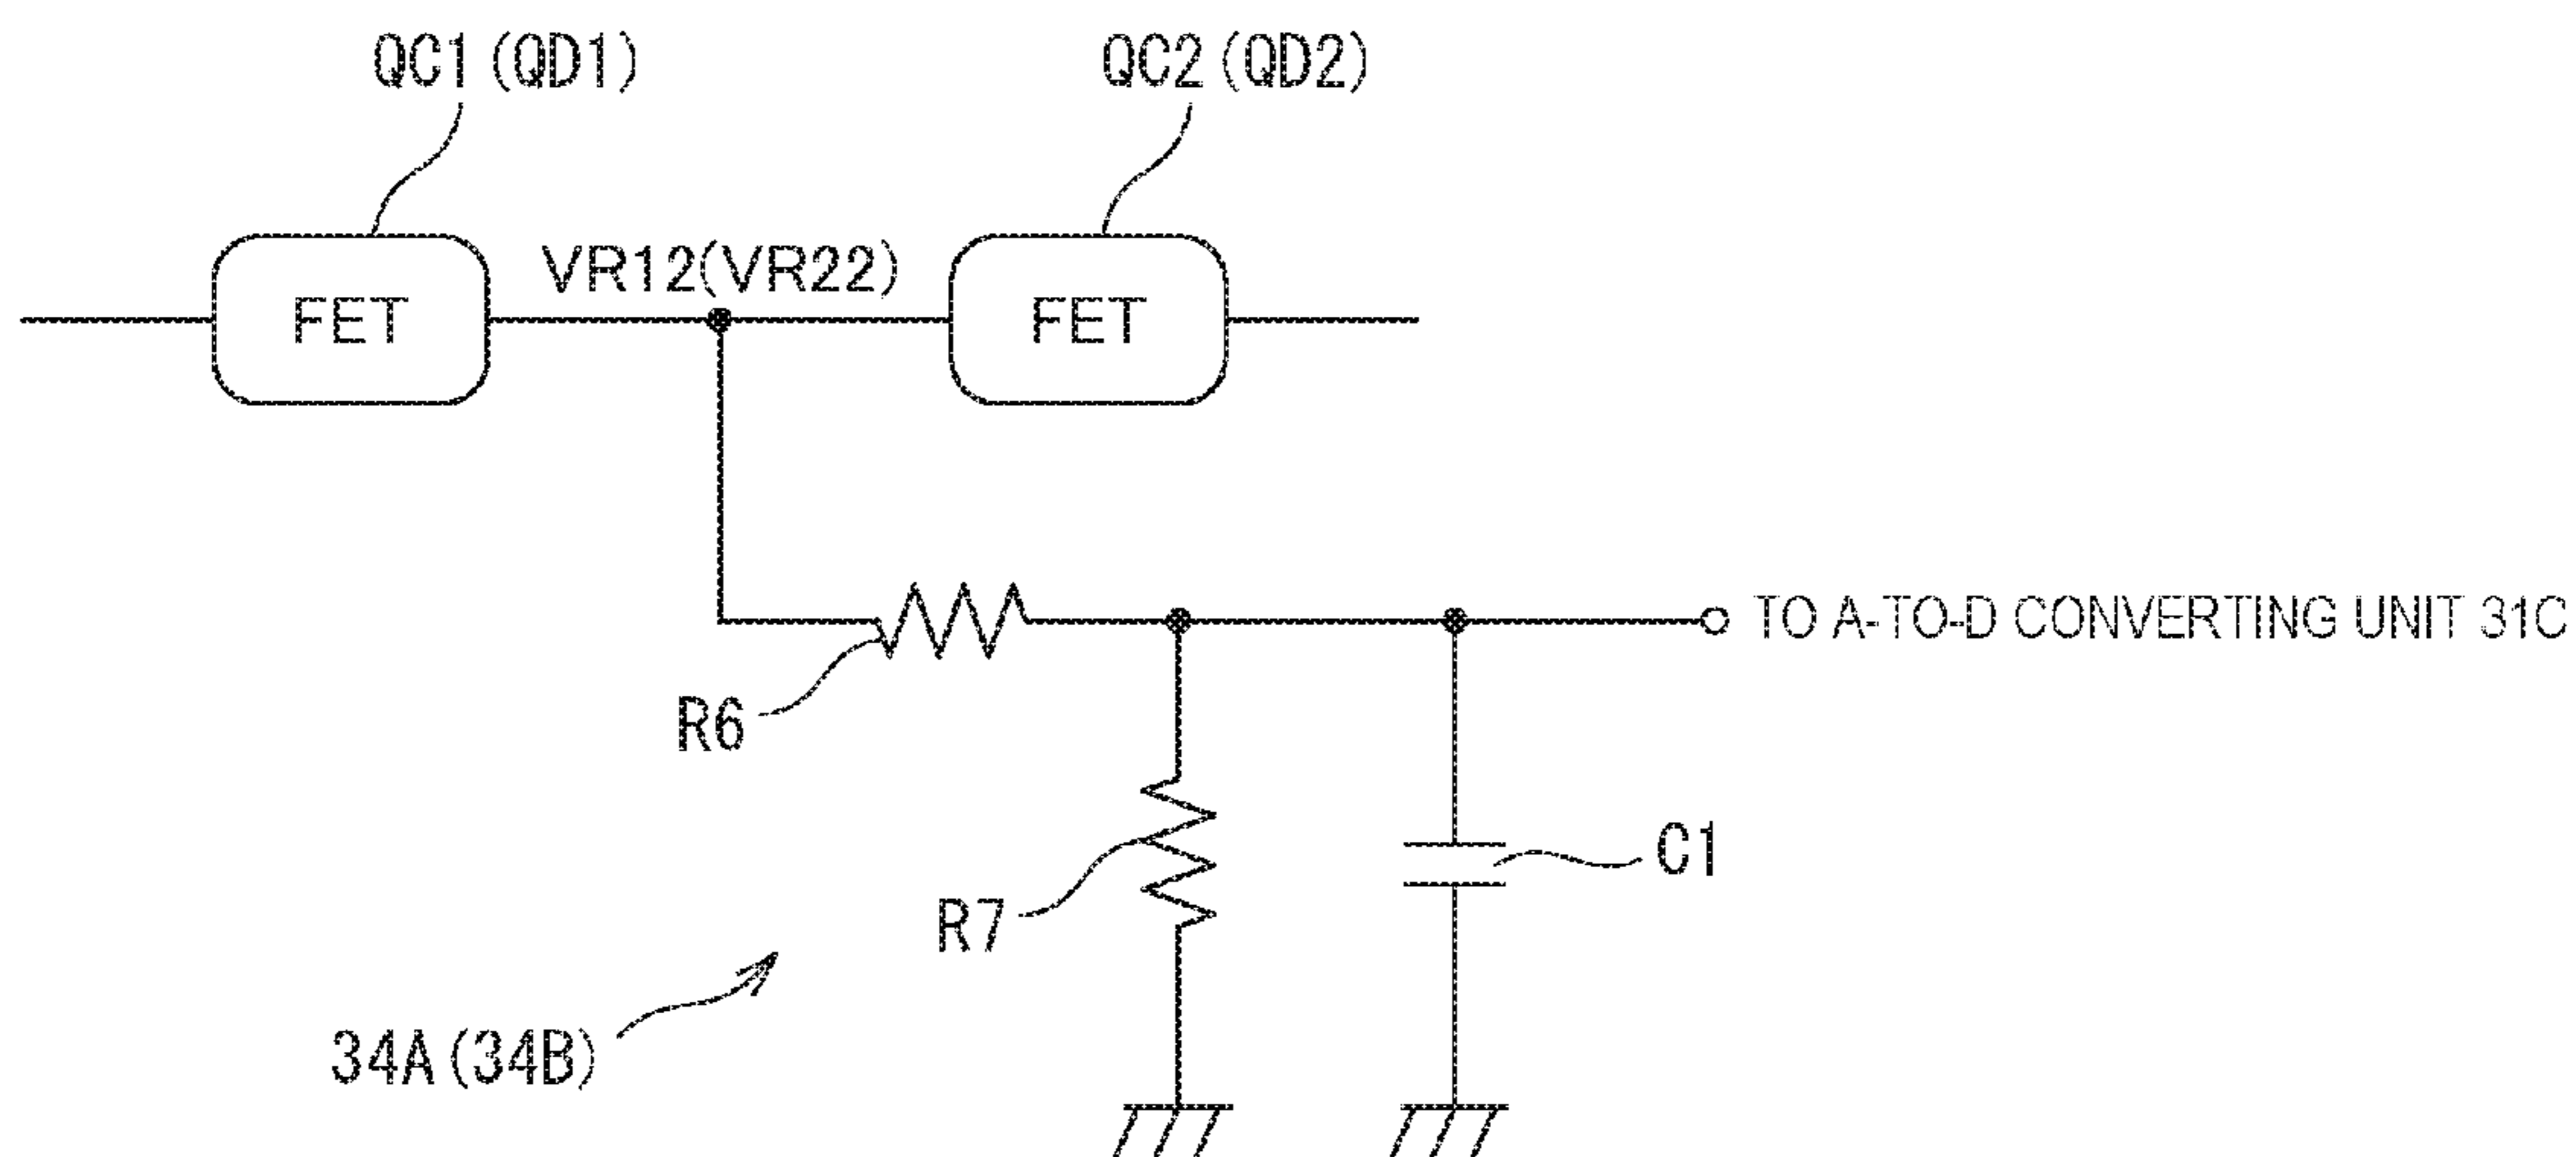 QC1(QD1)
QC2(QD2)
FET
VR12(VR22)
FET
TO A-TO-D CONVERTING UNIT 31C
R6
C1
R7
34A(34B)